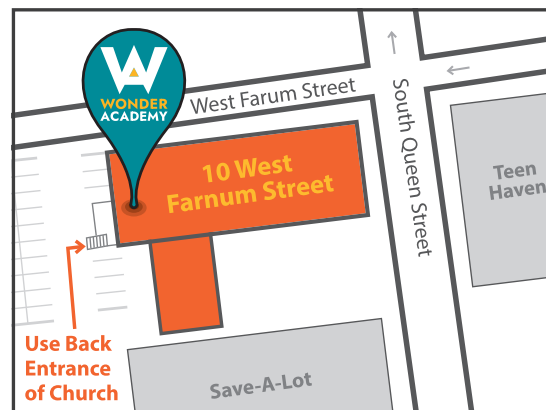 W
WONDER
ACADEMY
West Farum Street
South Queen Street
10 West
Farnum Street
Teen
Haven
Use Back
Entrance
of Church
Save-A-Lot